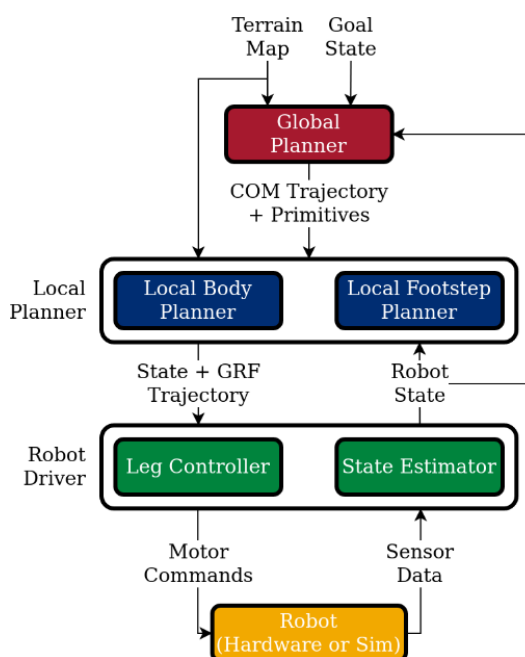 Terrain
Map
Goal
State
Global
Planner
COM Trajectory
+ Primitives
Local
Planner
Local Body
Planner
Local Footstep
Planner
State + GRF
Trajectory
Robot
State
Robot
Driver
Leg Controller
State Estimator
Motor
Commands
Sensor
Data
Robot
(Hardware or Sim)